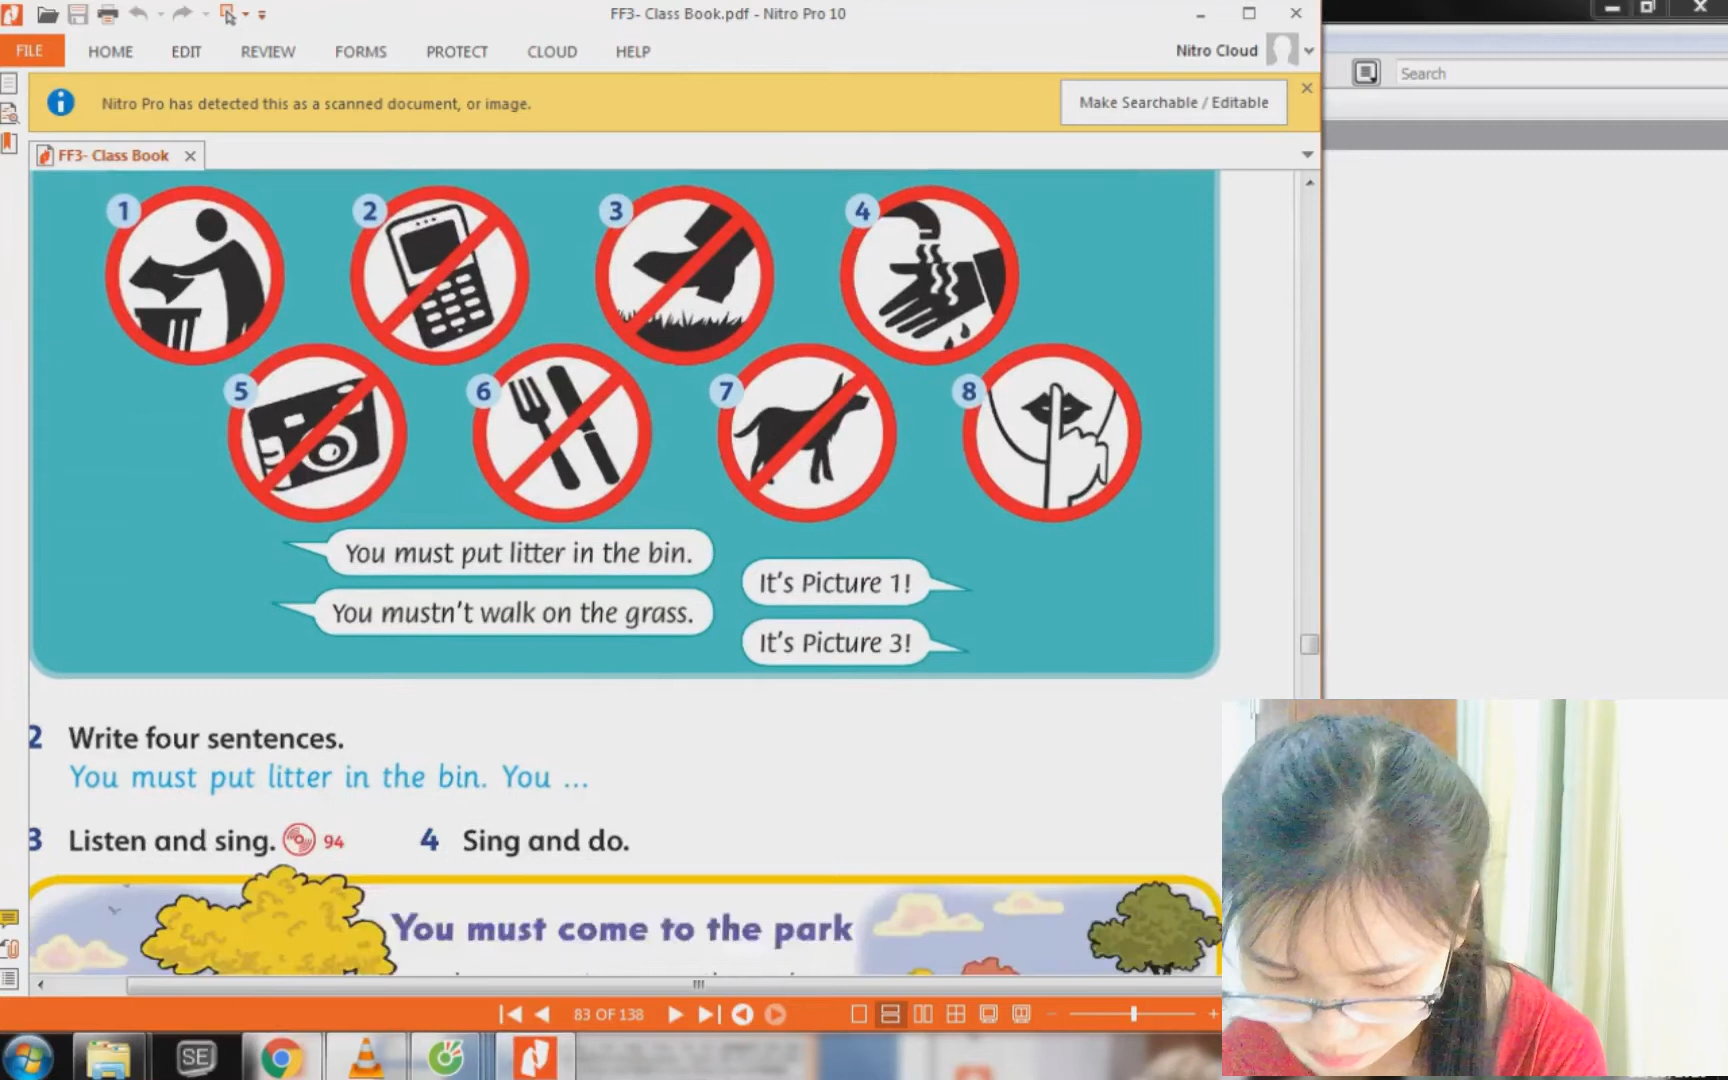 FF3- Class Book.pdf - Nitro Pro 10
FILE HOME EDIT REVIEW FORMS PROTECT CLOUD HELP
Nitro Cloud
Search
Nitro Pro has detected this as a scanned document, or image.
Make Searchable / Editable
FF3- Class Book
1 2 3 4
5 6 7 8
You must put litter in the bin.
It's Picture 1!
You mustn't walk on the grass.
It's Picture 3!
2 Write four sentences.
You must put litter in the bin. You ...
3 Listen and sing. 94 4 Sing and do.
You must come to the park
83 OF 138
SE